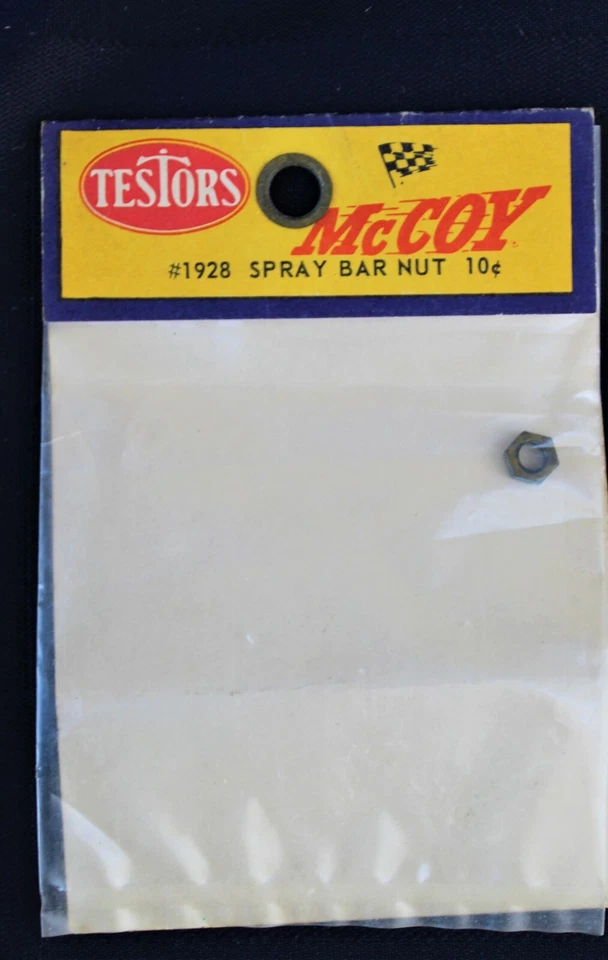 TESTORS
McCOY
#1928 SPRAY BAR NUT 10¢